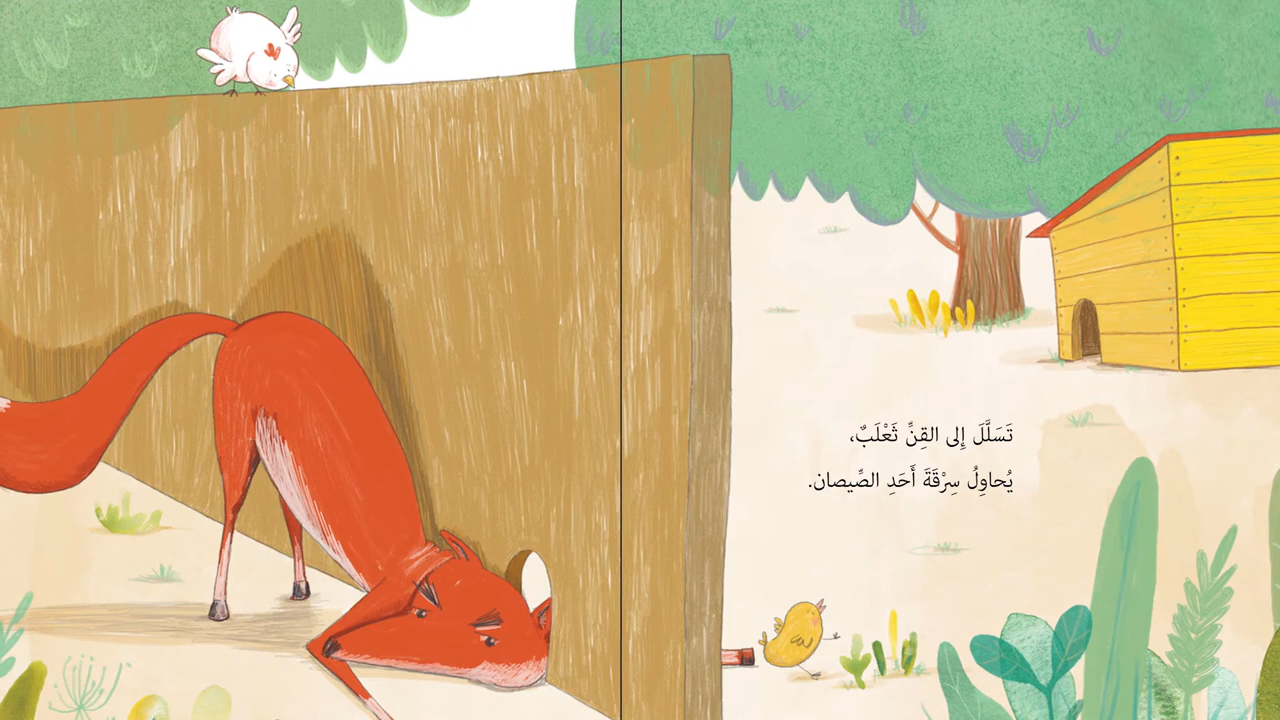 تَسَلَّلَ إِلى القِنِّ ثَعْلَبٌ،
يُحاوِلُ سِرْقَةَ أَحَدِ الصِّيصان.